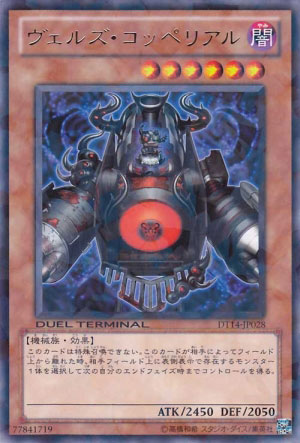 ヴェルズ・コッペリアル
闇
DUEL TERMINAL
DT14-JP028
【機械族・効果】
このカードは特殊召喚できない。このカードが相手によってフィールド
上から離れた時、相手フィールド上に表側表示で存在するモンスター
1体を選択して次の自分のエンドフェイズ時までコントロールを得る。
ATK/2450 DEF/2050
77841719
©高橋和希 スタジオ・ダイス/集英社